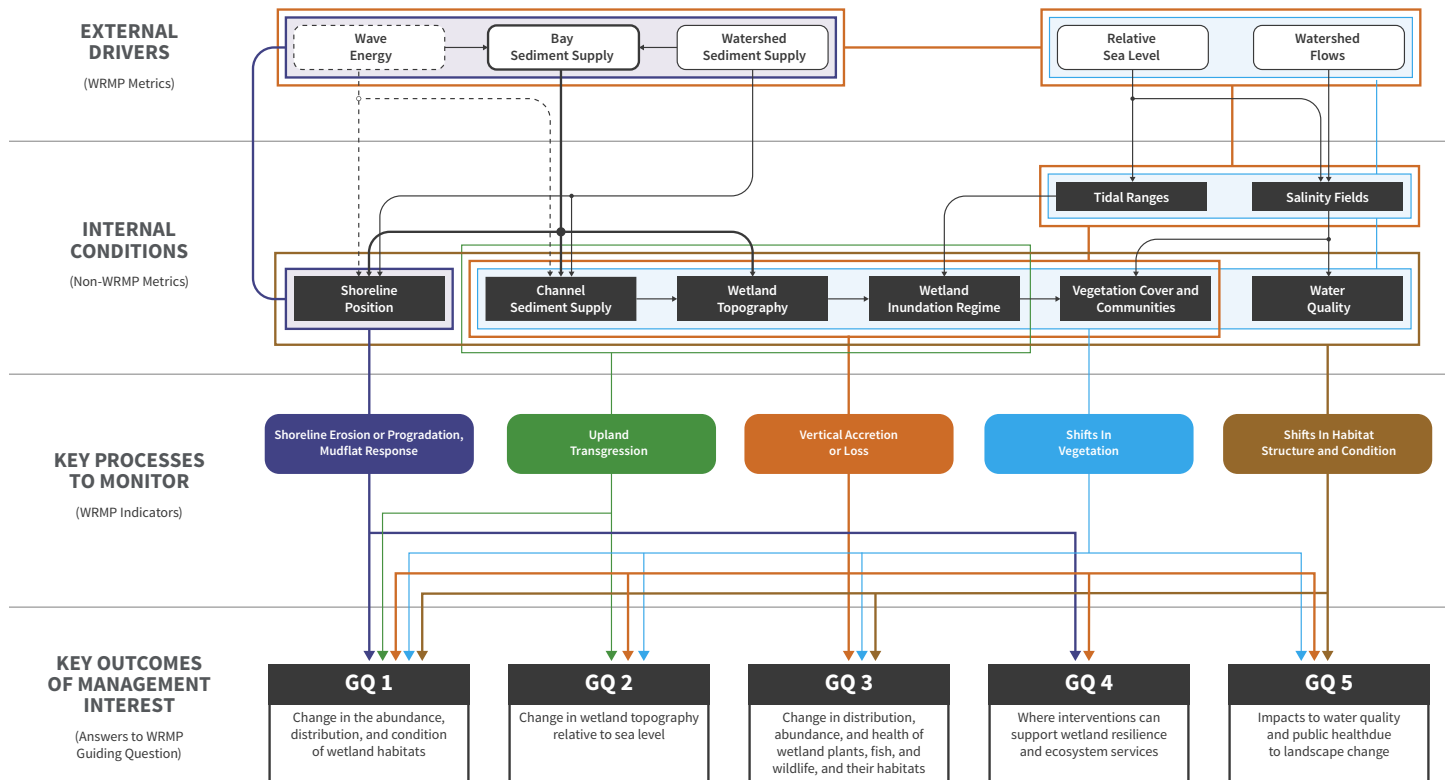 EXTERNAL
DRIVERS
(WRMP Metrics)
Wave
Energy
Bay
Sediment Supply
Watershed
Sediment Supply
Relative
Sea Level
Watershed
Flows
INTERNAL
CONDITIONS
(Non-WRMP Metrics)
Tidal Ranges
Salinity Fields
Shoreline
Position
Channel
Sediment Supply
Wetland
Topography
Wetland
Inundation Regime
Vegetation Cover and
Communities
Water
Quality
KEY PROCESSES
TO MONITOR
(WRMP Indicators)
Shoreline Erosion or Progradation,
Mudflat Response
Upland
Transgression
Vertical Accretion
or Loss
Shifts In
Vegetation
Shifts In Habitat
Structure and Condition
KEY OUTCOMES
OF MANAGEMENT
INTEREST
(Answers to WRMP
Guiding Question)
GQ 1
Change in the abundance,
distribution, and condition
of wetland habitats
GQ 2
Change in wetland topography
relative to sea level
GQ 3
Change in distribution,
abundance, and health of
wetland plants, fish, and
wildlife, and their habitats
GQ 4
Where interventions can
support wetland resilience
and ecosystem services
GQ 5
Impacts to water quality
and public healthdue
to landscape change